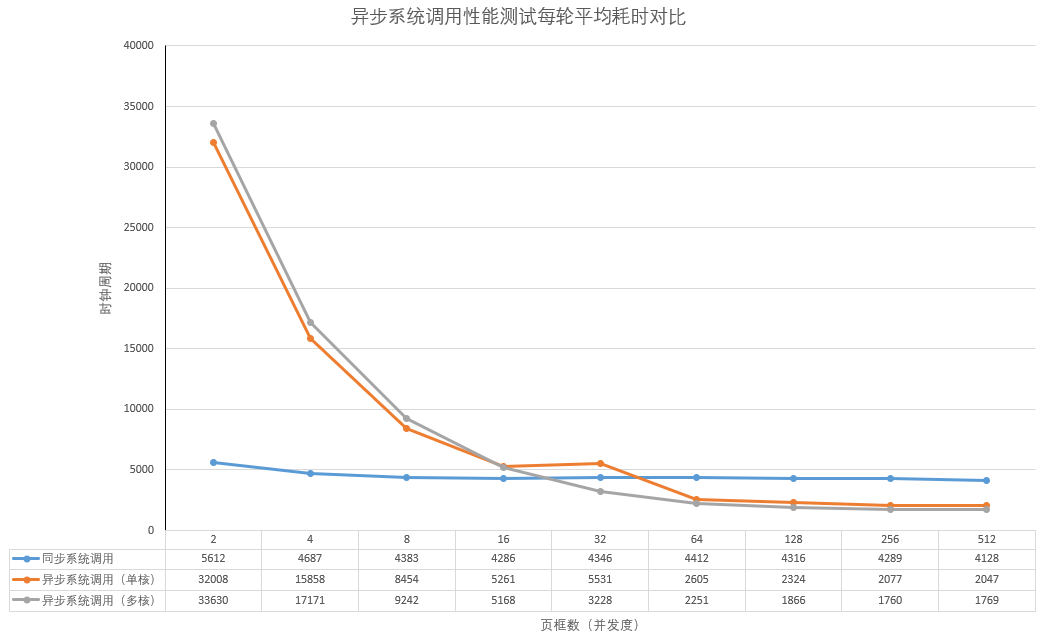 异步系统调用性能测试每轮平均耗时对比
40000
35000
30000
25000
20000
15000
10000
5000
0
时钟周期
2 4 8 16 32 64 128 256 512
同步系统调用 5612 4687 4383 4286 4346 4412 4316 4289 4128
异步系统调用（单核） 32008 15858 8454 5261 5531 2605 2324 2077 2047
异步系统调用（多核） 33630 17171 9242 5168 3228 2251 1866 1760 1769
页框数（并发度）